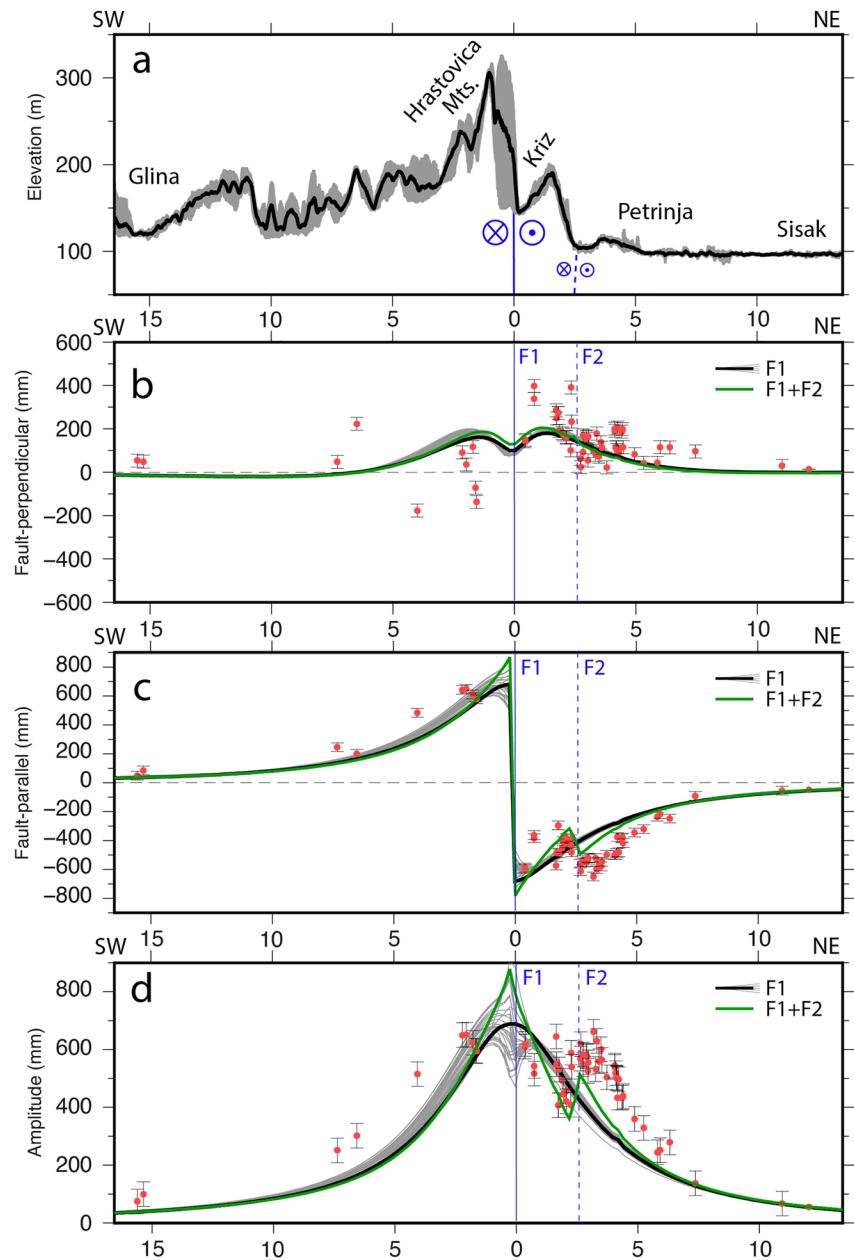 SW
NE
a
Elevation (m)
300
200
100
Glina
Hrastovica
Mts.
Kriz
Petrinja
Sisak
15
10
5
0
5
10
SW
NE
b
Fault-perpendicular (mm)
600
400
200
0
−200
−400
−600
F1
F2
F1
F1+F2
15
10
5
0
5
10
SW
NE
c
Fault-parallel (mm)
800
600
400
200
0
−200
−400
−600
−800
F1
F2
F1
F1+F2
15
10
5
0
5
10
SW
NE
d
Amplitude (mm)
800
600
400
200
0
F1
F2
F1
F1+F2
15
10
5
0
5
10